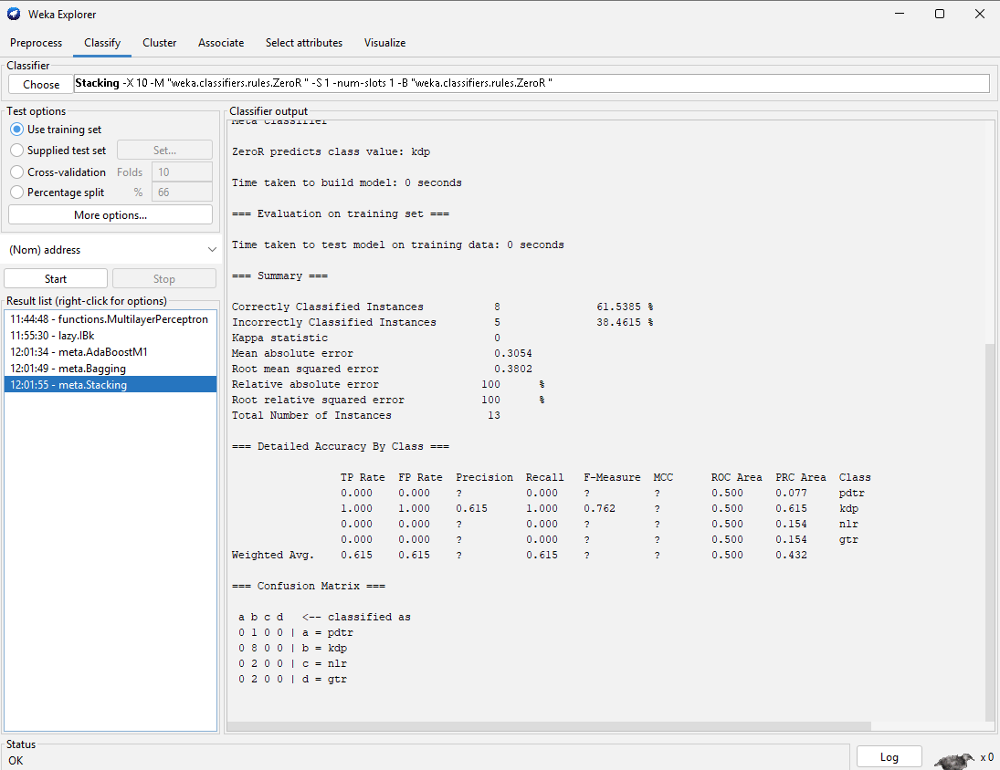 Weka Explorer
Preprocess Classify Cluster Associate Select attributes Visualize
Classifier
Choose Stacking -X 10 -M "weka.classifiers.rules.ZeroR " -S 1 -num-slots 1 -B "weka.classifiers.rules.ZeroR "
Test options
Use training set
Supplied test set Set...
Cross-validation Folds 10
Percentage split % 66
More options...
(Nom) address
Start Stop
Result list (right-click for options)
11:44:48 - functions.MultilayerPerceptron
11:55:30 - lazy.IBk
12:01:34 - meta.AdaBoostM1
12:01:49 - meta.Bagging
12:01:55 - meta.Stacking
Classifier output
Meta classifier
ZeroR predicts class value: kdp
Time taken to build model: 0 seconds
=== Evaluation on training set ===
Time taken to test model on training data: 0 seconds
=== Summary ===
Correctly Classified Instances 8 61.5385 %
Incorrectly Classified Instances 5 38.4615 %
Kappa statistic 0
Mean absolute error 0.3054
Root mean squared error 0.3802
Relative absolute error 100 %
Root relative squared error 100 %
Total Number of Instances 13
=== Detailed Accuracy By Class ===
TP Rate FP Rate Precision Recall F-Measure MCC ROC Area PRC Area Class
0.000 0.000 ? 0.000 ? ? 0.500 0.077 pdtr
1.000 1.000 0.615 1.000 0.762 ? 0.500 0.615 kdp
0.000 0.000 ? 0.000 ? ? 0.500 0.154 nlr
0.000 0.000 ? 0.000 ? ? 0.500 0.154 gtr
Weighted Avg. 0.615 0.615 ? 0.615 ? ? 0.500 0.432
=== Confusion Matrix ===
a b c d <-- classified as
0 1 0 0 | a = pdtr
0 8 0 0 | b = kdp
0 2 0 0 | c = nlr
0 2 0 0 | d = gtr
Status
OK
Log x 0